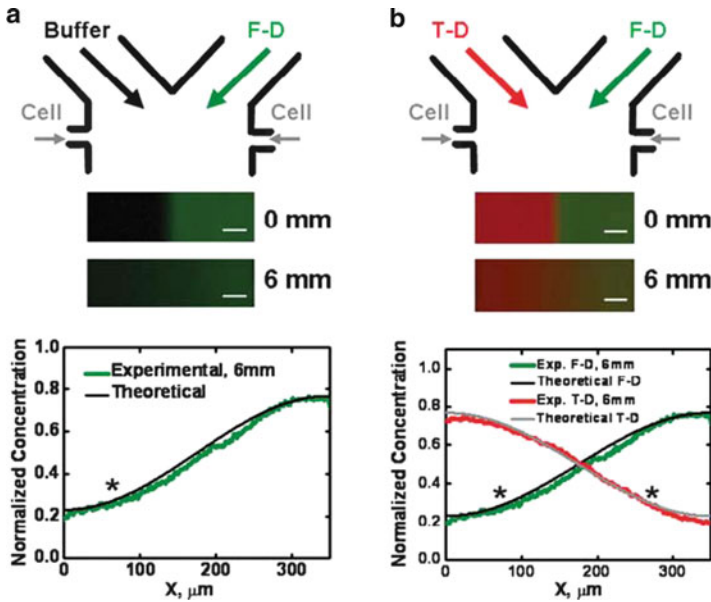 a
Buffer
F-D
Cell
Cell
0 mm
6 mm
1.0
0.8
0.6
0.4
0.2
0.0
Normalized Concentration
Experimental, 6mm
Theoretical
*
0
100
200
300
X, μm
b
T-D
F-D
Cell
Cell
0 mm
6 mm
1.0
0.8
0.6
0.4
0.2
0.0
Normalized Concentration
Exp. F-D, 6mm
Theoretical F-D
Exp. T-D, 6mm
Theoretical T-D
*
*
0
100
200
300
X, μm